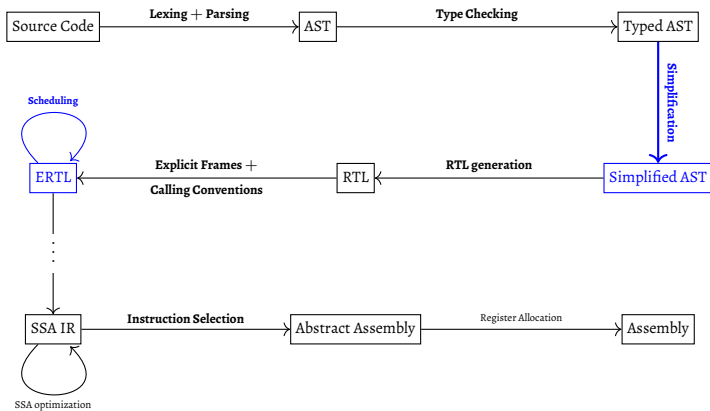 Lexing + Parsing
Type Checking
Source Code
AST
Typed AST
Simplification
Scheduling
Explicit Frames +
RTL generation
ERTL
RTL
Simplified AST
Calling Conventions
Instruction Selection
Register Allocation
SSA IR
Abstract Assembly
Assembly
SSA optimization